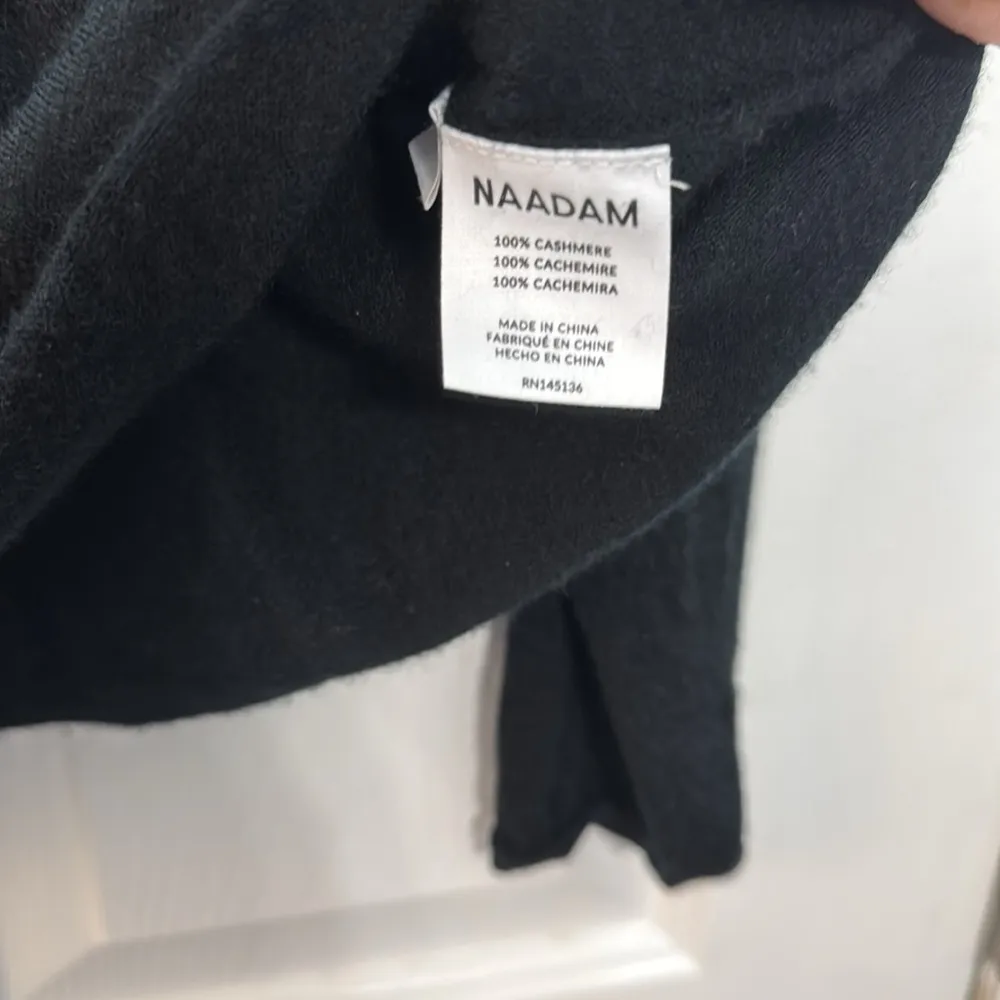 NAADAM
100% CASHMERE
100% CACHEMIRE
100% CACHEMIRA
MADE IN CHINA
FABRIQUÉ EN CHINE
HECHO EN CHINA
RN145136